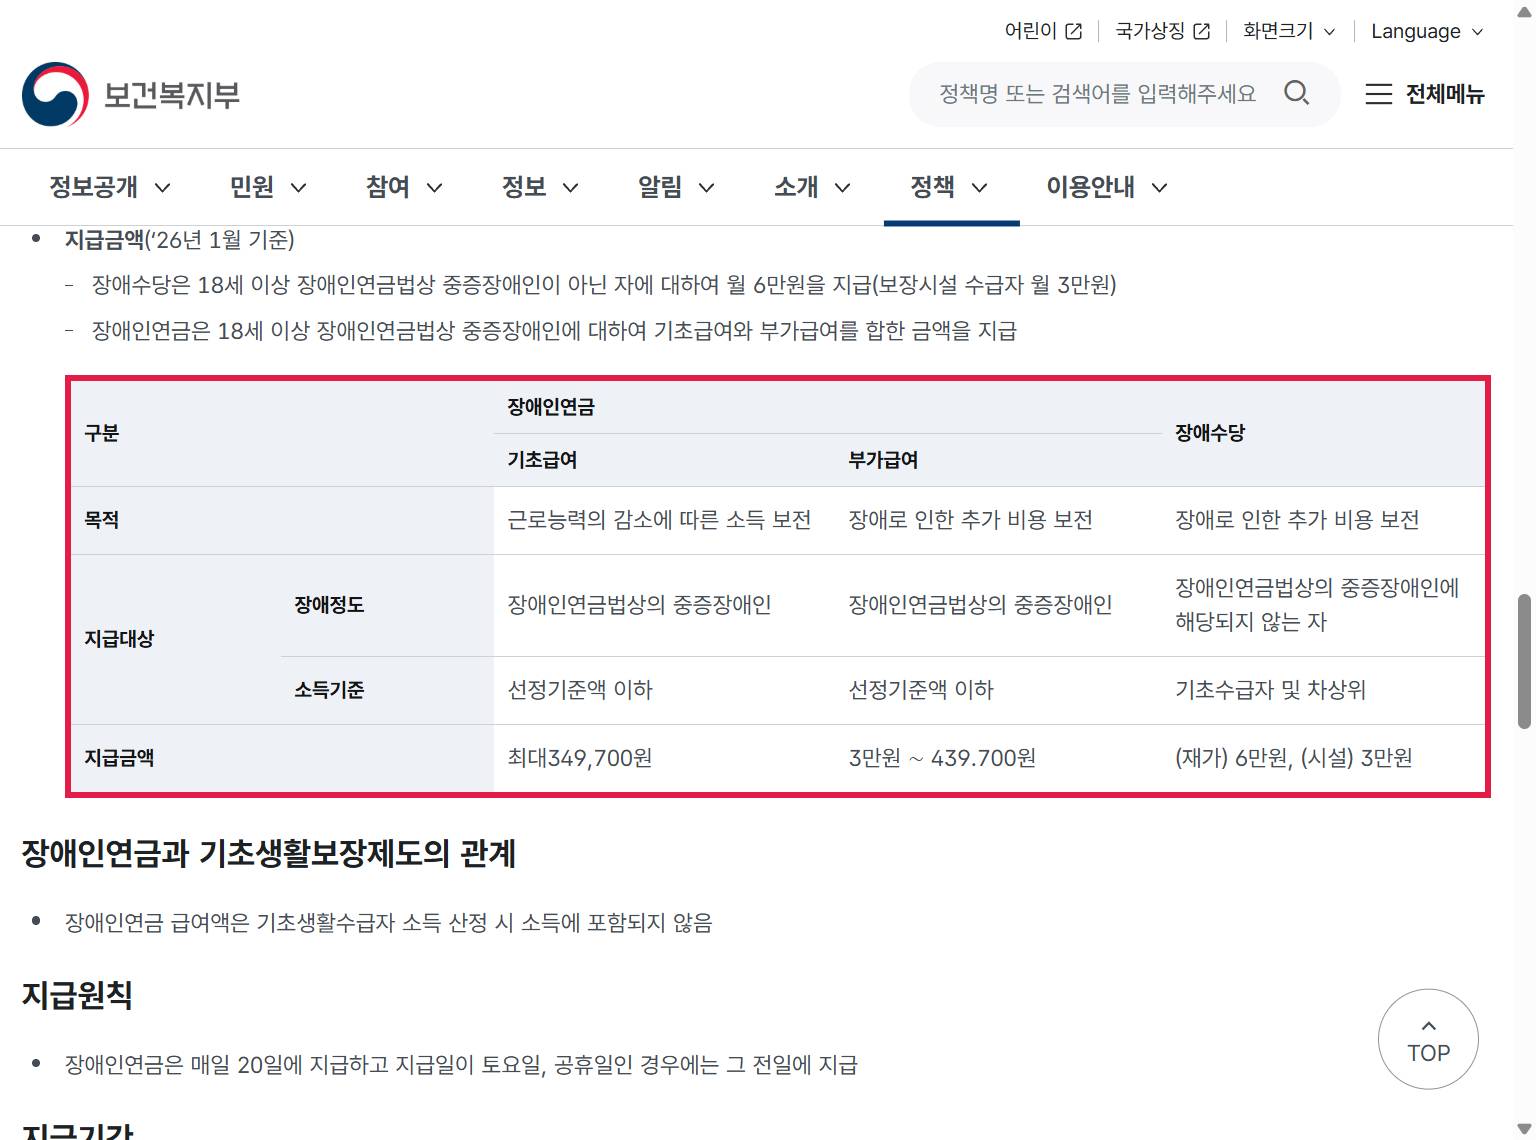 어린이
국가상징
화면크기
Language
보건복지부
정책명 또는 검색어를 입력해주세요
전체메뉴
정보공개
민원
참여
정보
알림
소개
정책
이용안내
지급금액(‘26년 1월 기준)
- 장애수당은 18세 이상 장애인연금법상 중증장애인이 아닌 자에 대하여 월 6만원을 지급(보장시설 수급자 월 3만원)
- 장애인연금은 18세 이상 장애인연금법상 중증장애인에 대하여 기초급여와 부가급여를 합한 금액을 지급
구분
장애인연금
장애수당
기초급여
부가급여
목적
근로능력의 감소에 따른 소득 보전
장애로 인한 추가 비용 보전
장애로 인한 추가 비용 보전
지급대상
장애정도
장애인연금법상의 중증장애인
장애인연금법상의 중증장애인
장애인연금법상의 중증장애인에
해당되지 않는 자
소득기준
선정기준액 이하
선정기준액 이하
기초수급자 및 차상위
지급금액
최대349,700원
3만원 ~ 439.700원
(재가) 6만원, (시설) 3만원
장애인연금과 기초생활보장제도의 관계
장애인연금 급여액은 기초생활수급자 소득 산정 시 소득에 포함되지 않음
지급원칙
장애인연금은 매일 20일에 지급하고 지급일이 토요일, 공휴일인 경우에는 그 전일에 지급
TOP
지급기간